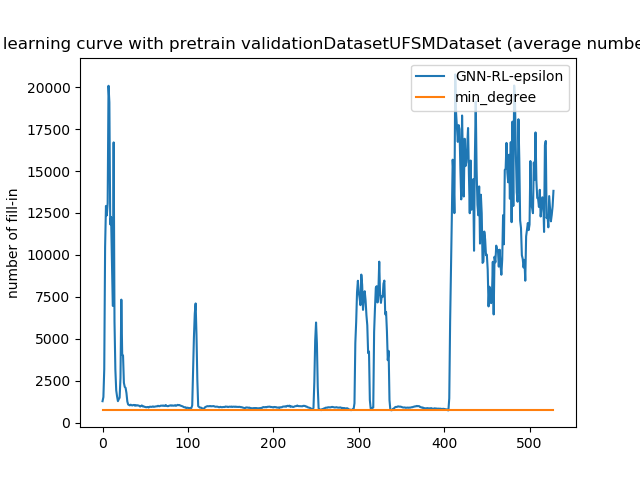 learning curve with pretrain validationDatasetUFSMDataset (average numbe
GNN-RL-epsilon
min_degree
number of fill-in
20000
17500
15000
12500
10000
7500
5000
2500
0
0 100 200 300 400 500